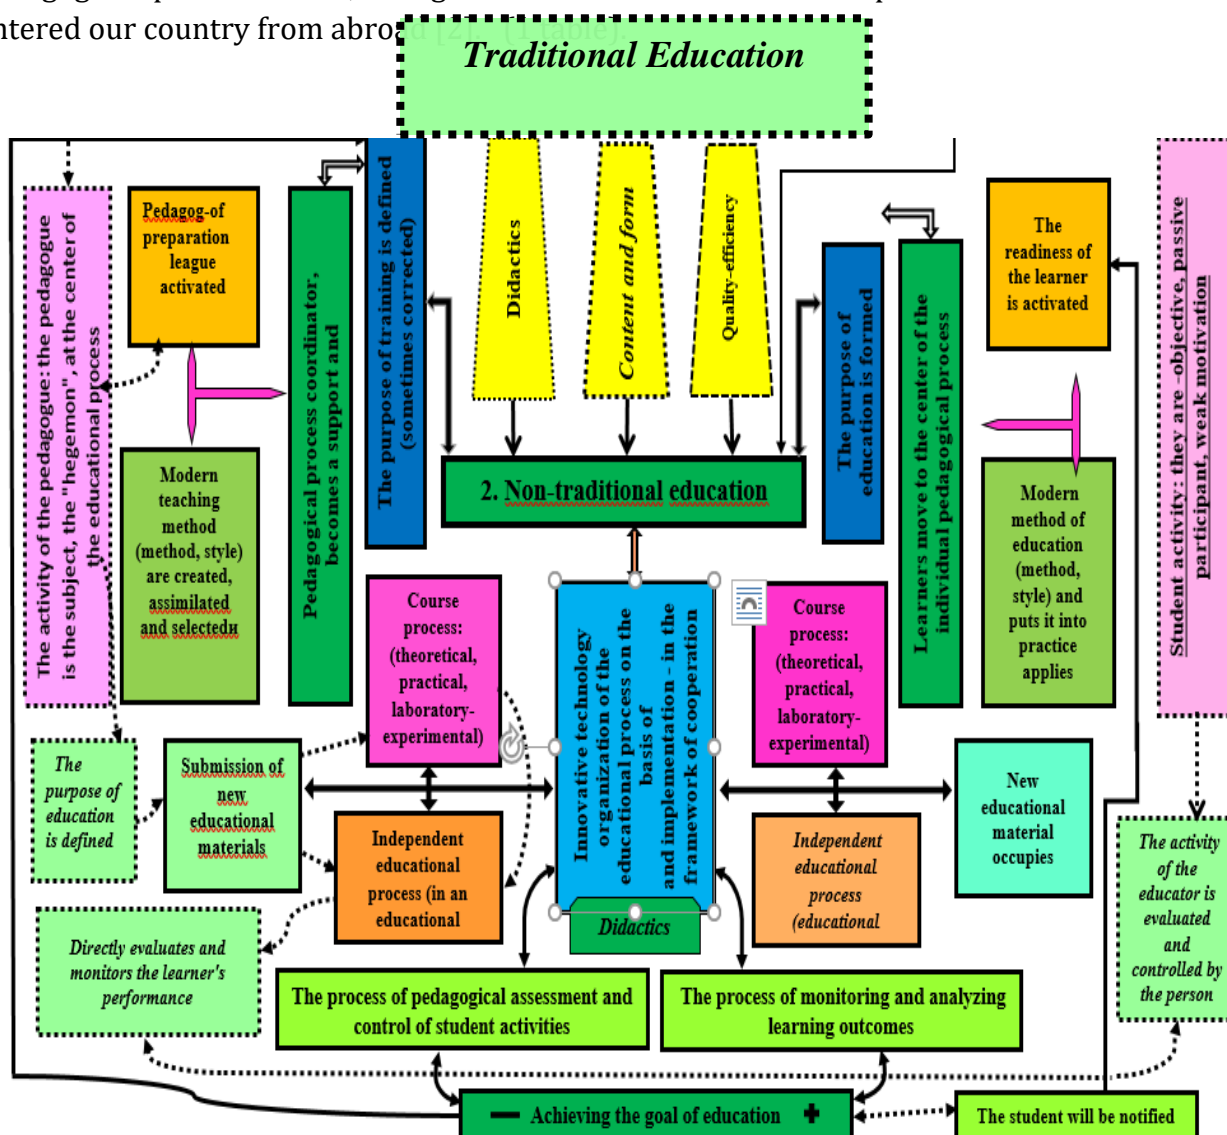 ntered our country from abroad [2]. (1 table).
Traditional Education
The activity of the pedagogue: the pedagogue
is the subject, the "hegemon", at the center of
the educational process
Pedagog-of
preparation
league
activated
Pedagogical process coordinator,
becomes a support and
The purpose of training is defined
(sometimes corrected)
Didactics
Content and form
Quality-efficiency
The purpose of
education is formed
Learners move to the center of the
individual pedagogical process
The
readiness of
the learner
is activated
Student activity: they are -objective, passive
participant, weak motivation
Modern
teaching
method
(method, style)
are created,
assimilated
and selectedи
2. Non-traditional education
Modern
method of
education
(method,
style) and
puts it into
practice
applies
Course
process:
(theoretical,
practical,
laboratory-
experimental)
Innovative technology
organization of the
educational process on the
basis of
and implementation - in the
framework of cooperation
Course
process:
(theoretical,
practical,
laboratory-
experimental)
The
purpose of
education
is defined
Submission of
new
educational
materials
New
educational
material
occupies
Independent
educational
process (in an
educational
Independent
educational
process
(educational
The activity
of the
educator is
evaluated
and
controlled by
the person
Directly evaluates and
monitors the learner's
performance
Didactics
The process of pedagogical assessment and
control of student activities
The process of monitoring and analyzing
learning outcomes
— Achieving the goal of education +
The student will be notified